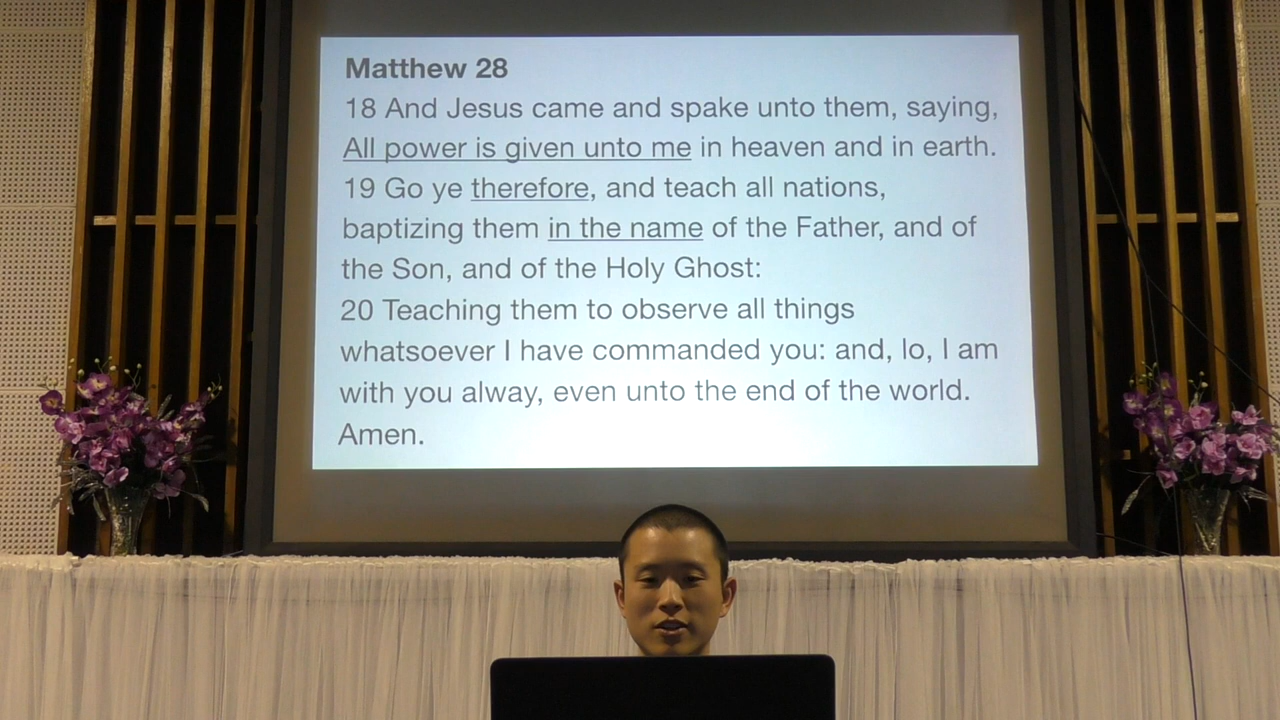 Matthew 28
18 And Jesus came and spake unto them, saying,
All power is given unto me in heaven and in earth.
19 Go ye therefore, and teach all nations,
baptizing them in the name of the Father, and of
the Son, and of the Holy Ghost:
20 Teaching them to observe all things
whatsoever I have commanded you: and, lo, I am
with you alway, even unto the end of the world.
Amen.